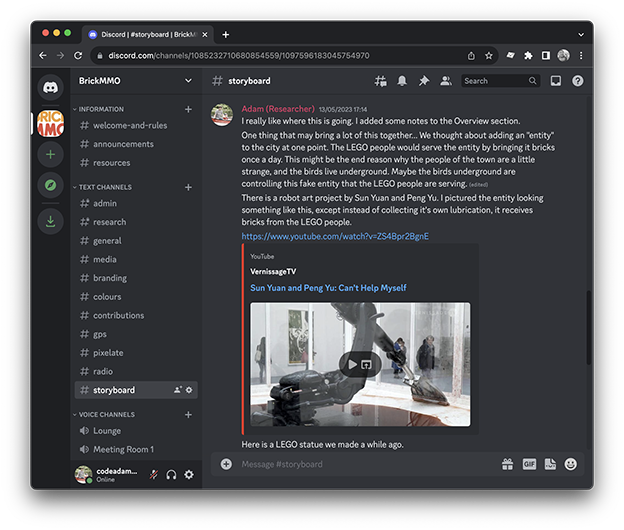 Discord | #storyboard | BrickMM
discord.com/channels/1085232710680854559/1097596183045754970
BrickMMO
# storyboard
Search
INFORMATION
# welcome-and-rules
# announcements
# resources
TEXT CHANNELS
# admin
# research
# general
# media
# branding
# colours
# contributions
# gps
# pixelate
# radio
# storyboard
VOICE CHANNELS
Lounge
Meeting Room 1
codeadam...
Online
Adam (Researcher) 13/05/2023 17:14
I really like where this is going. I added some notes to the Overview section.
One thing that may bring a lot of this together... We thought about adding an "entity"
to the city at one point. The LEGO people would serve the entity by bringing it bricks
once a day. This might be the end reason why the people of the town are a little
strange, and the birds live underground. Maybe the birds underground are
controlling this fake entity that the LEGO people are serving. (edited)
There is a robot art project by Sun Yuan and Peng Yu. I pictured the entity looking
something like this, except instead of collecting it's own lubrication, it receives
bricks from the LEGO people.
https://www.youtube.com/watch?v=ZS4Bpr2BgnE
YouTube
VernissageTV
Sun Yuan and Peng Yu: Can't Help Myself
Here is a LEGO statue we made a while ago.
Message #storyboard
GIF